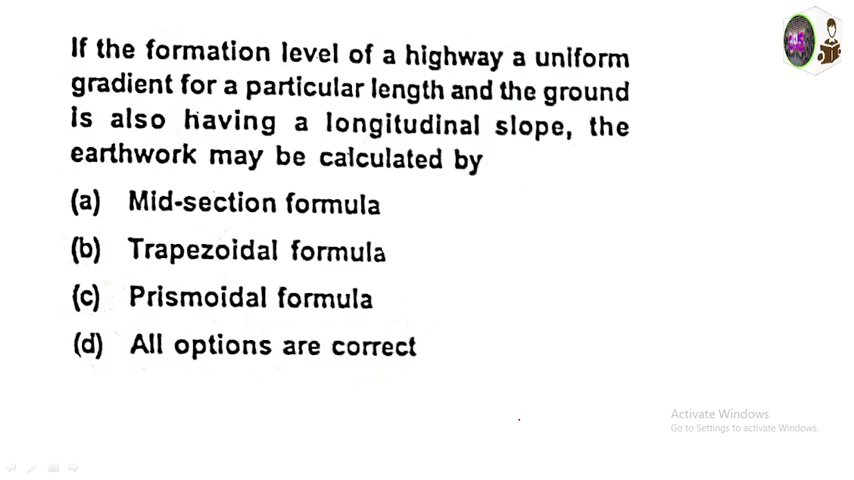 If the formation level of a highway a uniform
gradient for a particular length and the ground
is also having a longitudinal slope, the
earthwork may be calculated by
(a) Mid-section formula
(b) Trapezoidal formula
(c) Prismoidal formula
(d) All options are correct
Activate Windows
Go to Settings to activate Windows.